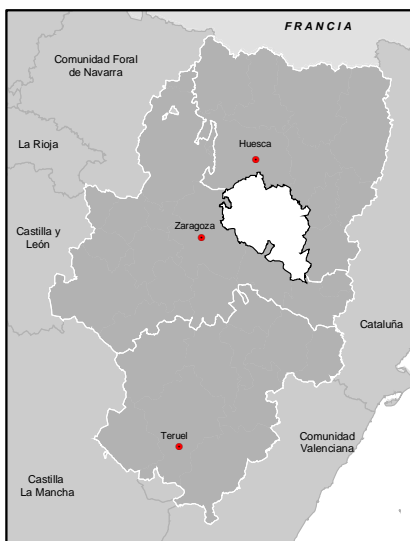 FRANCIA
Comunidad Foral
de Navarra
La Rioja
Huesca
Castilla y
León
Zaragoza
Cataluña
Teruel
Comunidad
Valenciana
Castilla
La Mancha